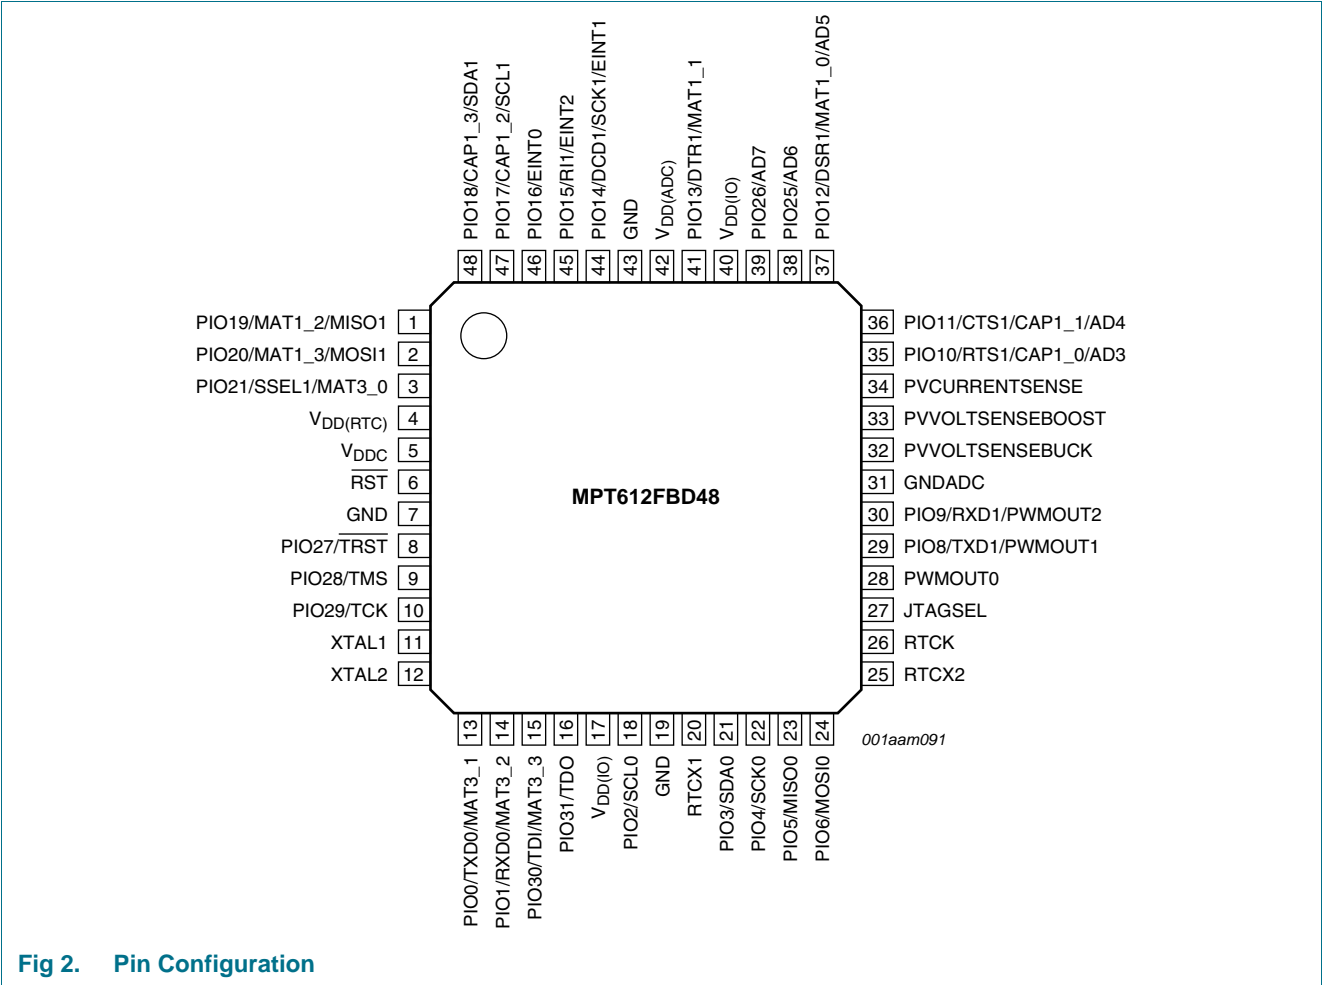 PIO18/CAP1_3/SDA1
PIO17/CAP1_2/SCL1
PIO16/EINT0
PIO15/RI1/EINT2
PIO14/DCD1/SCK1/EINT1
GND
VDD(ADC)
PIO13/DTR1/MAT1_1
VDD(IO)
PIO26/AD7
PIO25/AD6
PIO12/DSR1/MAT1_0/AD5
48 47 46 45 44 43 42 41 40 39 38 37
PIO19/MAT1_2/MISO1 1
PIO20/MAT1_3/MOSI1 2
PIO21/SSEL1/MAT3_0 3
VDD(RTC) 4
VDDC 5
RST 6
GND 7
PIO27/TRST 8
PIO28/TMS 9
PIO29/TCK 10
XTAL1 11
XTAL2 12
MPT612FBD48
36 PIO11/CTS1/CAP1_1/AD4
35 PIO10/RTS1/CAP1_0/AD3
34 PVCURRENTSENSE
33 PVVOLTSENSEBOOST
32 PVVOLTSENSEBUCK
31 GNDADC
30 PIO9/RXD1/PWMOUT2
29 PIO8/TXD1/PWMOUT1
28 PWMOUT0
27 JTAGSEL
26 RTCK
25 RTCX2
13 14 15 16 17 18 19 20 21 22 23 24
PIO0/TXD0/MAT3_1
PIO1/RXD0/MAT3_2
PIO30/TDI/MAT3_3
PIO31/TDO
VDD(IO)
PIO2/SCL0
GND
RTCX1
PIO3/SDA0
PIO4/SCK0
PIO5/MISO0
PIO6/MOSI0
001aam091
Fig 2. Pin Configuration